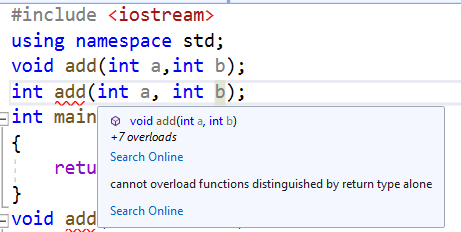 #include <iostream>
using namespace std;
void add(int a,int b);
int add(int a, int b);
int main
void add(int a, int b)
+7 overloads
Search Online
cannot overload functions distinguished by return type alone
Search Online
{
retu
}
void add